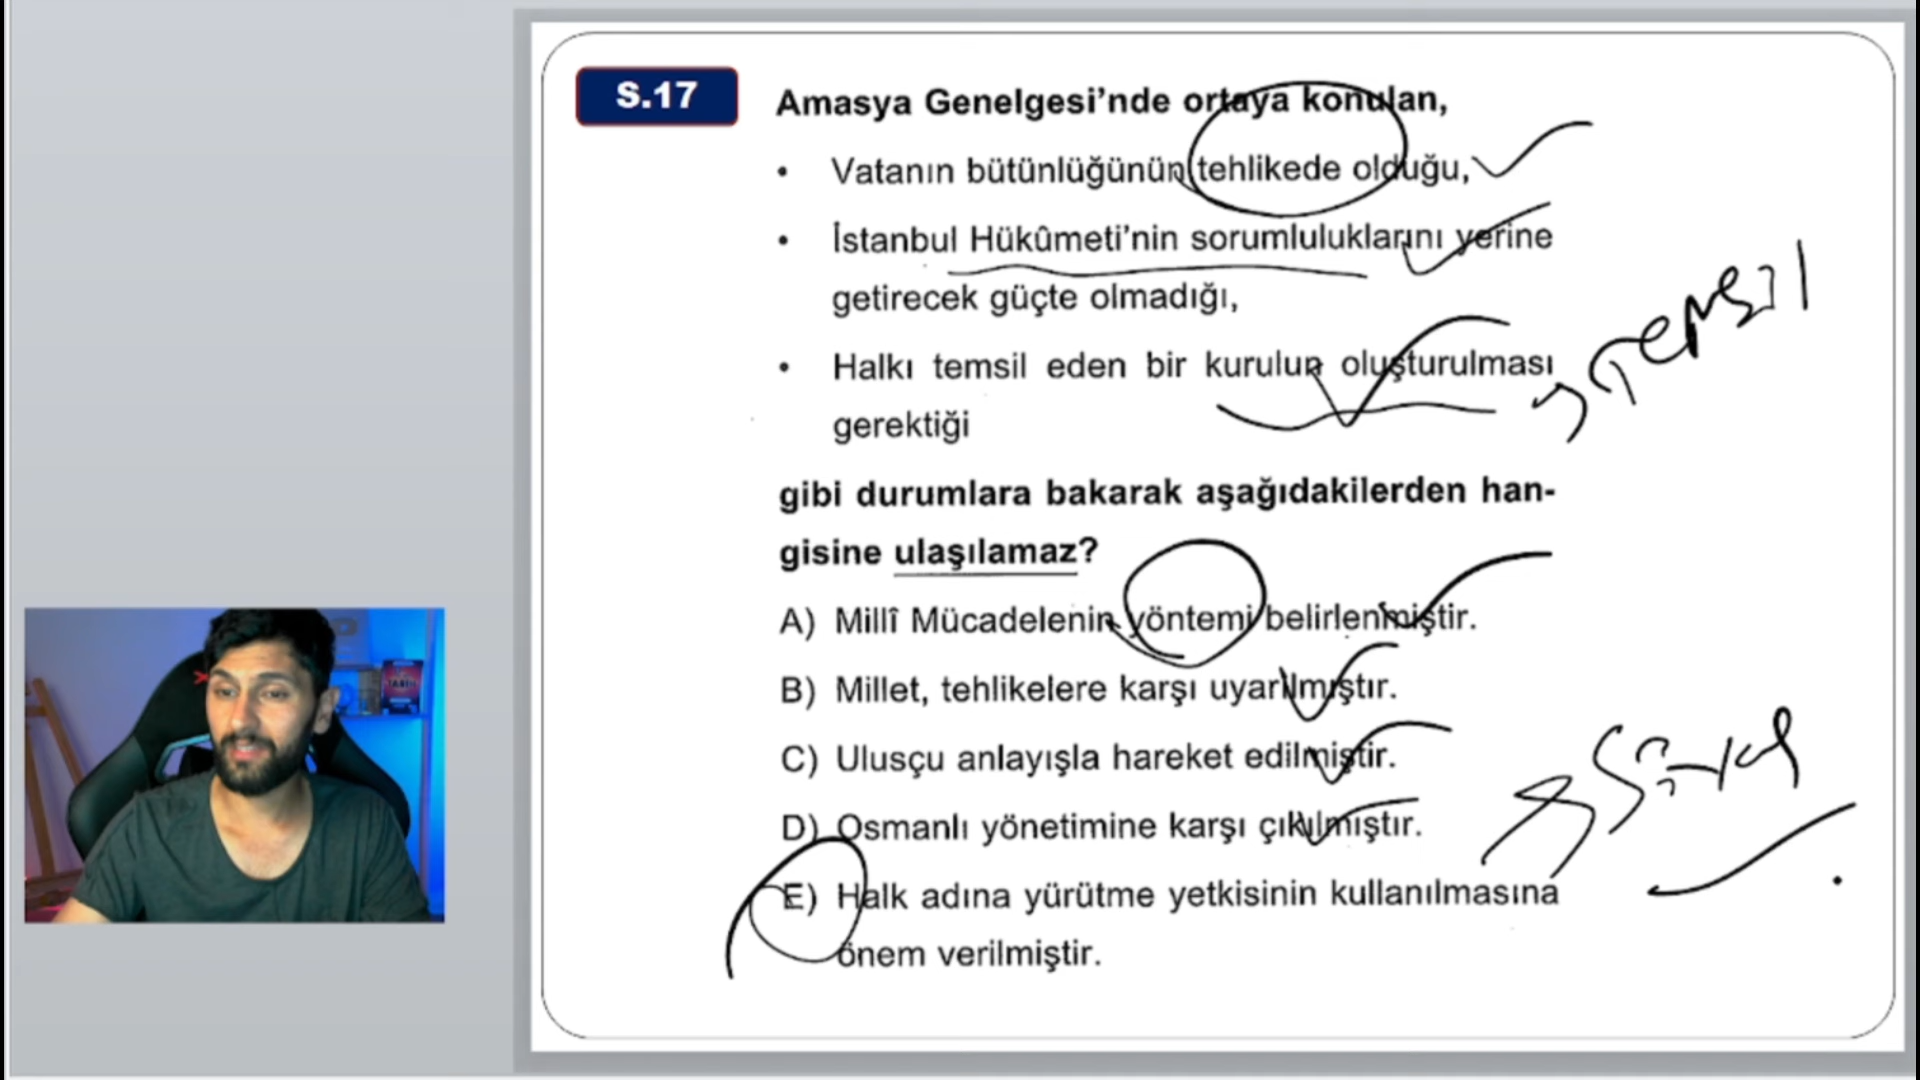 S.17
Amasya Genelgesi'nde ortaya konulan,
• Vatanın bütünlüğünün tehlikede olduğu,
• İstanbul Hükûmeti'nin sorumluluklarını yerine
getirecek güçte olmadığı,
• Halkı temsil eden bir kurulun oluşturulması
gerektiği
temsil
gibi durumlara bakarak aşağıdakilerden han-
gisine ulaşılamaz?
A) Millî Mücadelenin yöntemi belirlenmiştir.
B) Millet, tehlikelere karşı uyarılmıştır.
C) Ulusçu anlayışla hareket edilmiştir.
D) Osmanlı yönetimine karşı çıkılmıştır.
E) Halk adına yürütme yetkisinin kullanılmasına
önem verilmiştir.